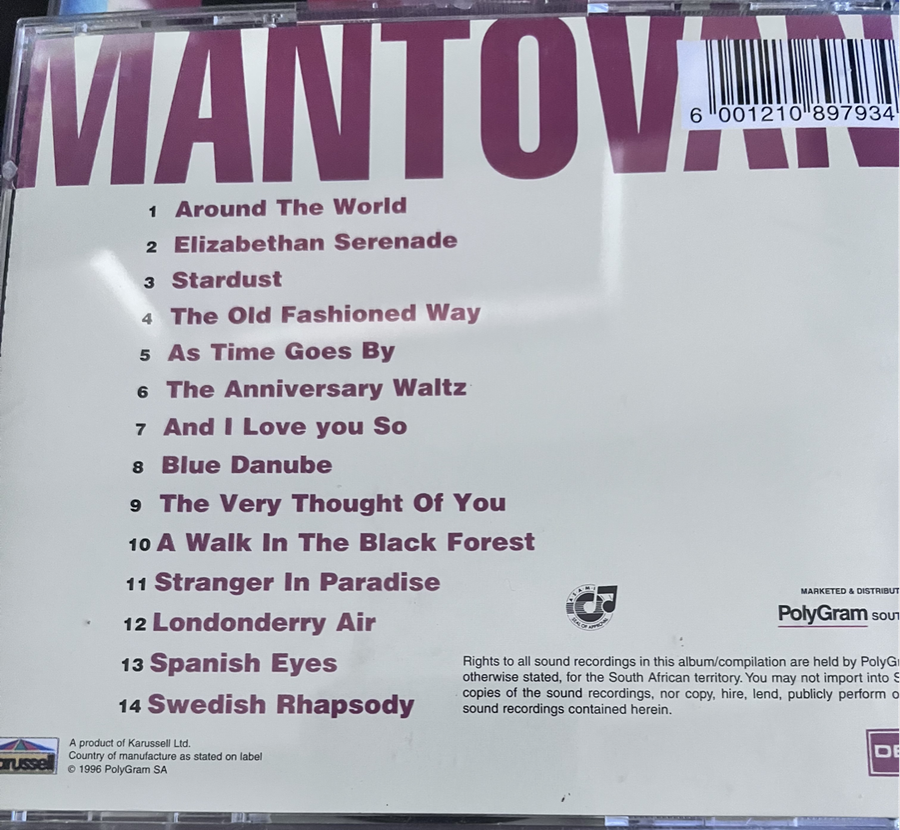 MANTOVAN
6 001210 897934
1 Around The World
2 Elizabethan Serenade
3 Stardust
4 The Old Fashioned Way
5 As Time Goes By
6 The Anniversary Waltz
7 And I Love you So
8 Blue Danube
9 The Very Thought Of You
10 A Walk In The Black Forest
11 Stranger In Paradise
12 Londonderry Air
13 Spanish Eyes
14 Swedish Rhapsody
MARKETED & DISTRIBUT
PolyGram SOUT
Rights to all sound recordings in this album/compilation are held by PolyG
otherwise stated, for the South African territory. You may not import into S
copies of the sound recordings, nor copy, hire, lend, publicly perform o
sound recordings contained herein.
A product of Karussell Ltd.
Country of manufacture as stated on label
© 1996 PolyGram SA
arussell
DE